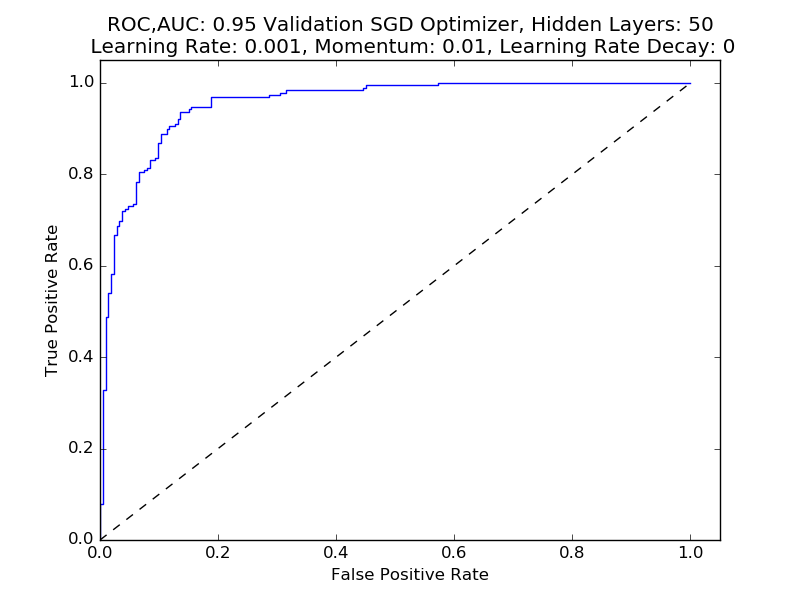 ROC,AUC: 0.95 Validation SGD Optimizer, Hidden Layers: 50
Learning Rate: 0.001, Momentum: 0.01, Learning Rate Decay: 0
1.0
0.8
0.6
0.4
0.2
0.0
True Positive Rate
0.0 0.2 0.4 0.6 0.8 1.0
False Positive Rate